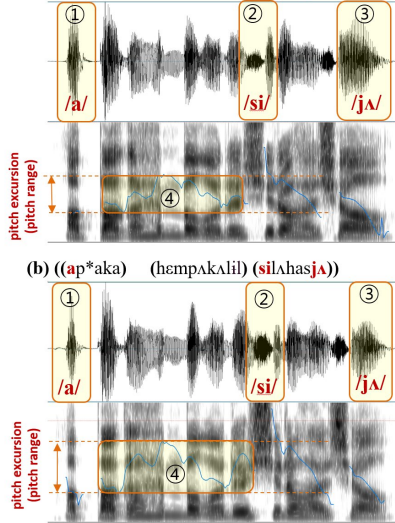 ① ② ③
/a/ /si/ /jʌ/
pitch excursion
(pitch range)
④
(b) ((ap*aka) (hɛmpʌkʌlɨl) (silʌhasjʌ))
① ② ③
/a/ /si/ /jʌ/
pitch excursion
(pitch range)
④